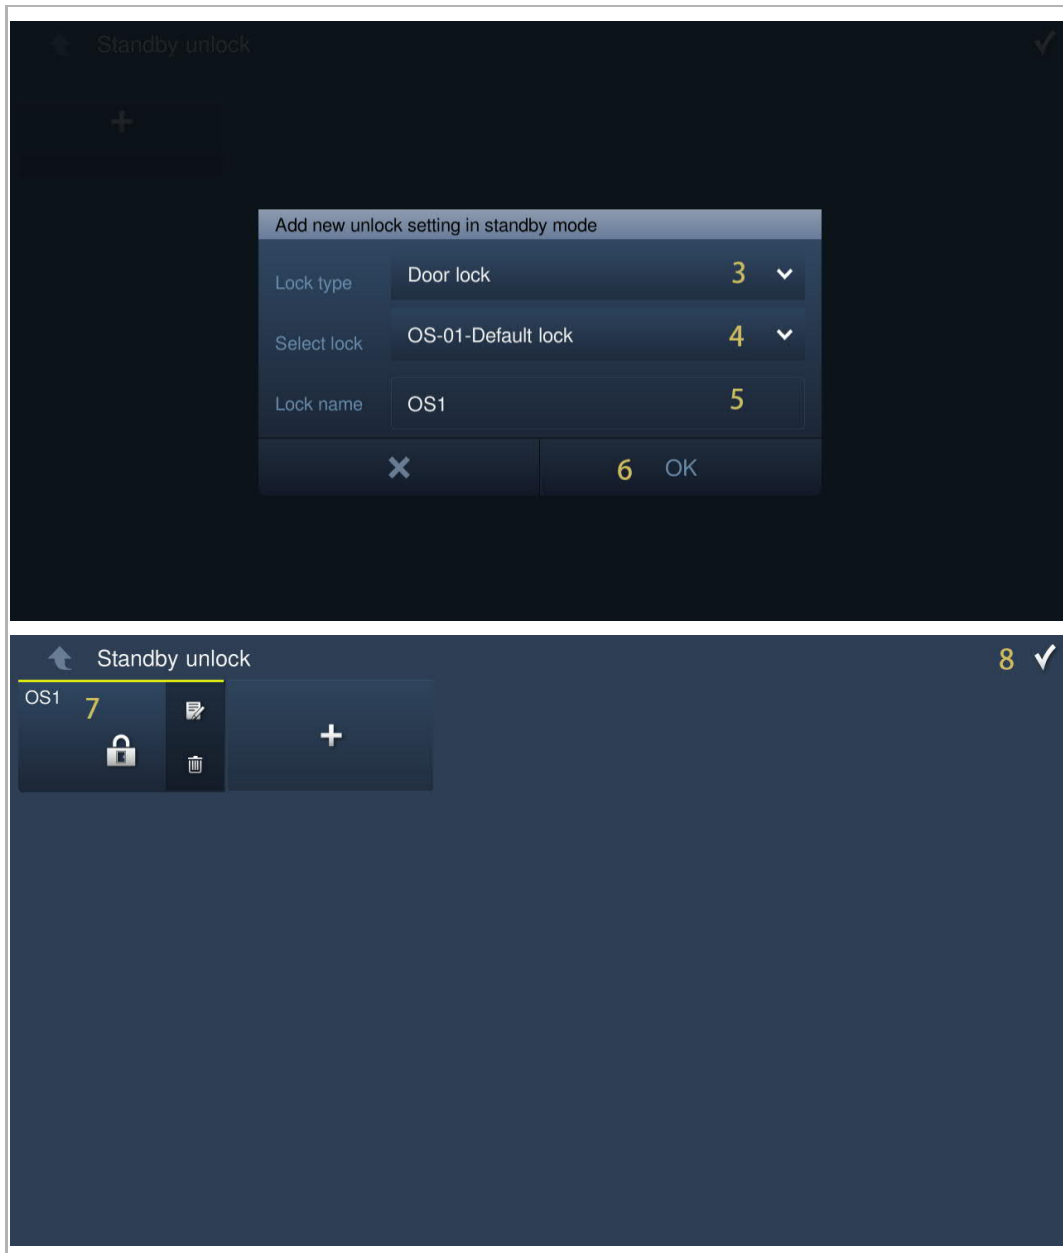 Standby unlock
Add new unlock setting in standby mode
Lock type Door lock 3
Select lock OS-01-Default lock 4
Lock name OS1 5
6 OK
Standby unlock 8
OS1 7